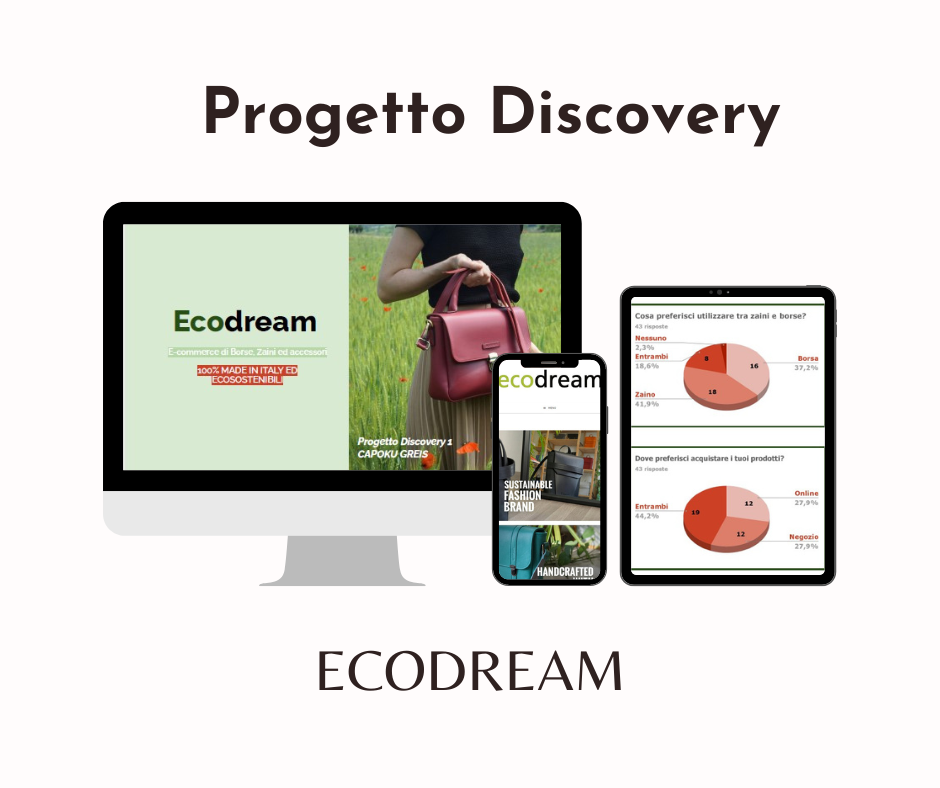 Progetto Discovery
Ecodream
E-commerce di Borse, Zaini ed accessori
100% MADE IN ITALY ED
ECOSOSTENIBILI
Progetto Discovery 1
CAPOKU GREIS
ecodream
MENU
SUSTAINABLE
FASHION
BRAND
HANDCRAFTED
Cosa preferisci utilizzare tra zaini e borse?
43 risposte
Nessuno
2,3%
Entrambi
18,6%
Zaino
41,9%
8
16
18
Borsa
37,2%
Dove preferisci acquistare i tuoi prodotti?
43 risposte
Entrambi
44,2%
19
12
12
Online
27,9%
Negozio
27,9%
ECODREAM